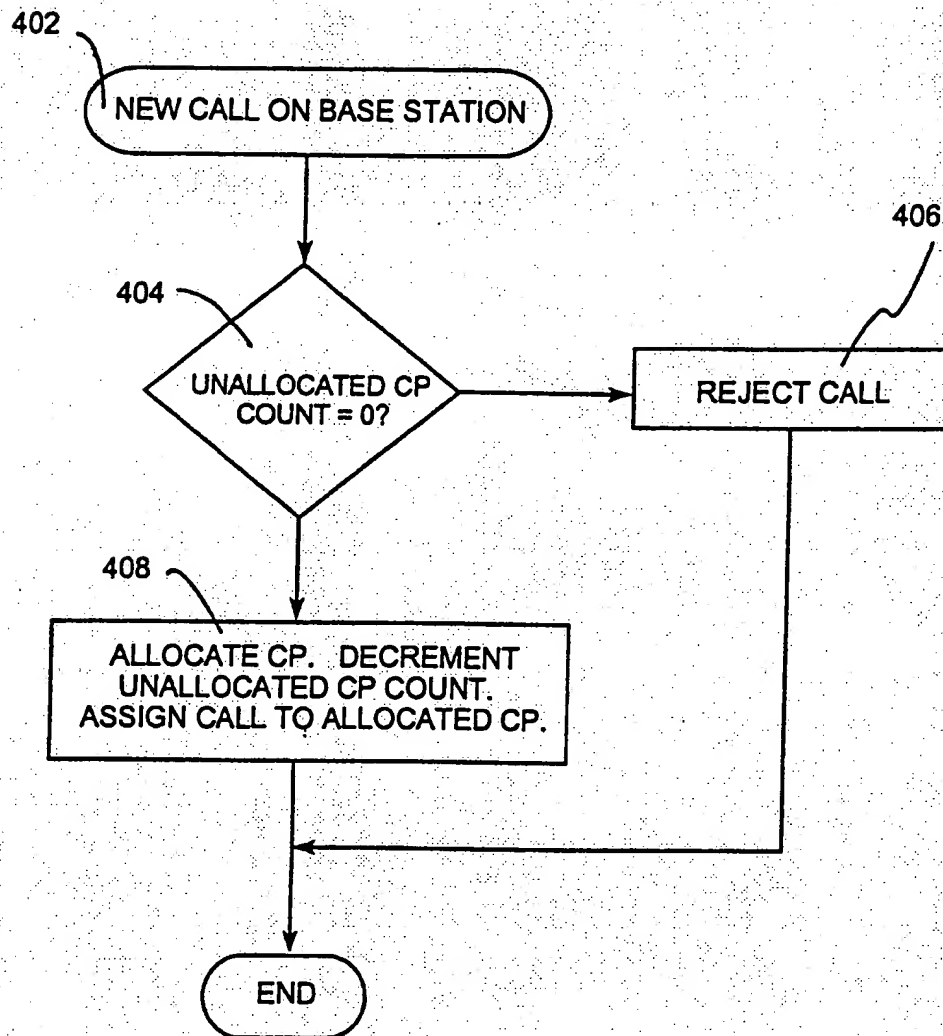 402
NEW CALL ON BASE STATION
406
404
UNALLOCATED CP
COUNT = 0?
REJECT CALL
408
ALLOCATE CP. DECREMENT
UNALLOCATED CP COUNT.
ASSIGN CALL TO ALLOCATED CP.
END